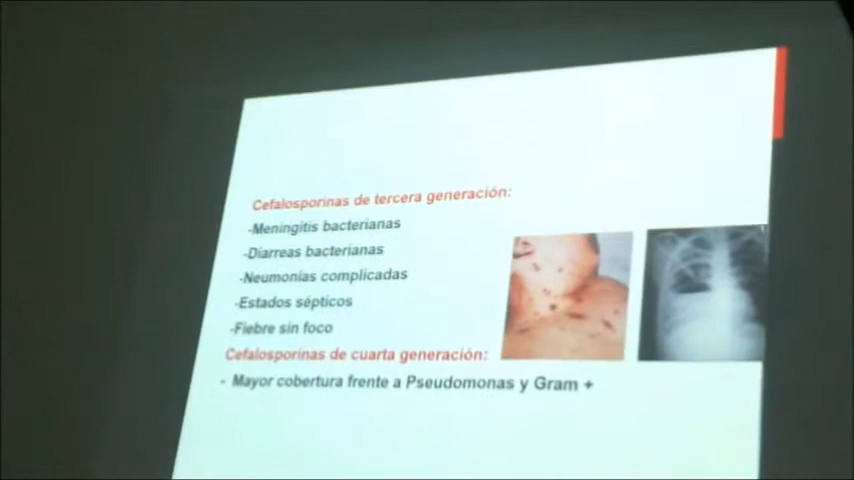 Cefalosporinas de tercera generación:
-Meningitis bacterianas
-Diarreas bacterianas
-Neumonías complicadas
-Estados sépticos
-Fiebre sin foco
Cefalosporinas de cuarta generación:
- Mayor cobertura frente a Pseudomonas y Gram +